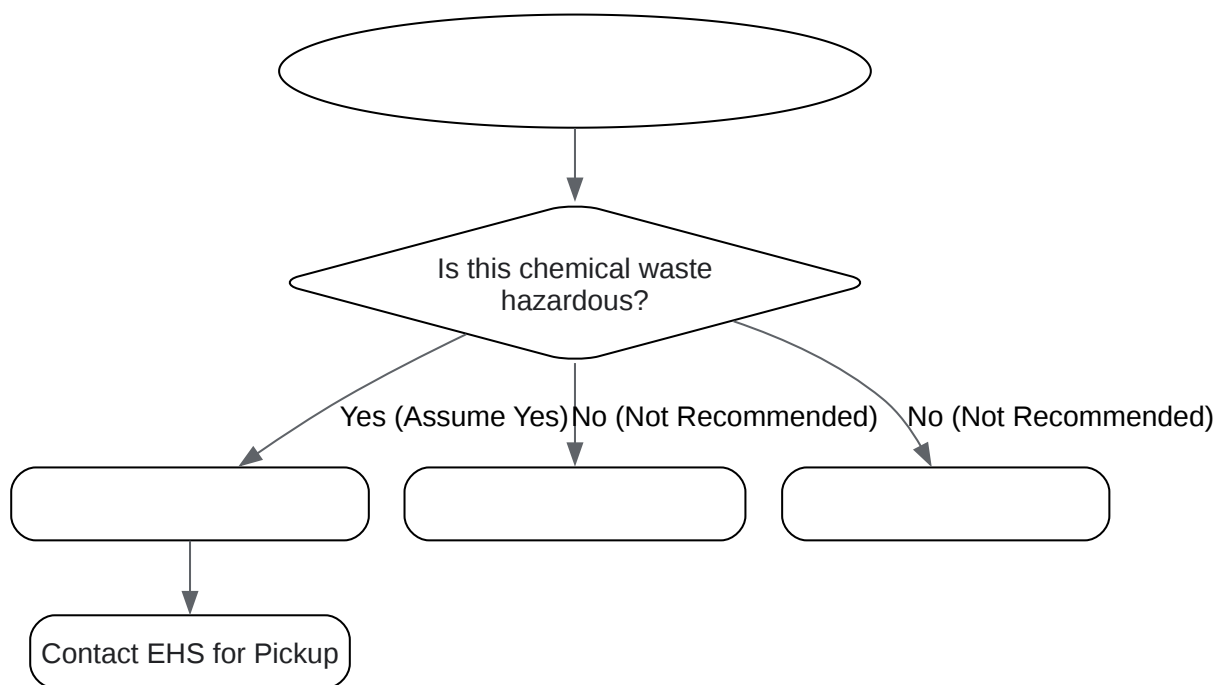 Is this chemical waste
hazardous?
Yes (Assume Yes)
No (Not Recommended)
No (Not Recommended)
Contact EHS for Pickup